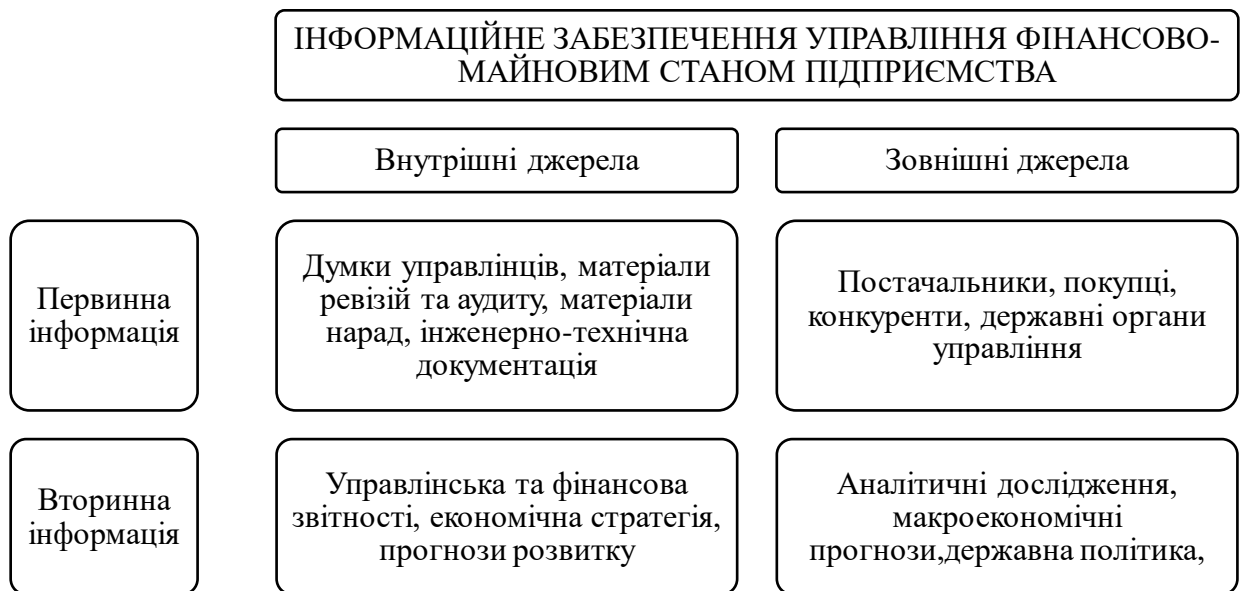 ІНФОРМАЦІЙНЕ ЗАБЕЗПЕЧЕННЯ УПРАВЛІННЯ ФІНАНСОВО-
МАЙНОВИМ СТАНОМ ПІДПРИЄМСТВА
Внутрішні джерела
Зовнішні джерела
Первинна
інформація
Думки управлінців, матеріали
ревізій та аудиту, матеріали
нарад, інженерно-технічна
документація
Постачальники, покупці,
конкуренти, державні органи
управління
Вторинна
інформація
Управлінська та фінансова
звітності, економічна стратегія,
прогнози розвитку
Аналітичні дослідження,
макроекономічні
прогнози,державна політика,